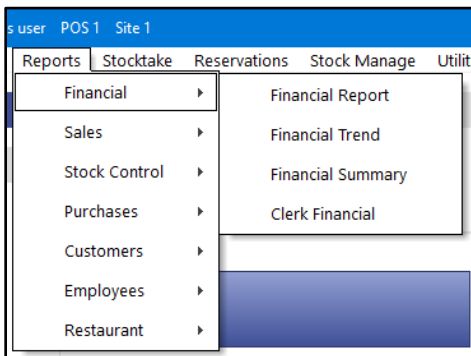 s user POS 1 Site 1
Reports Stocktake Reservations Stock Manage Utilit
Financial Financial Report
Sales Financial Trend
Stock Control Financial Summary
Purchases Clerk Financial
Customers
Employees
Restaurant